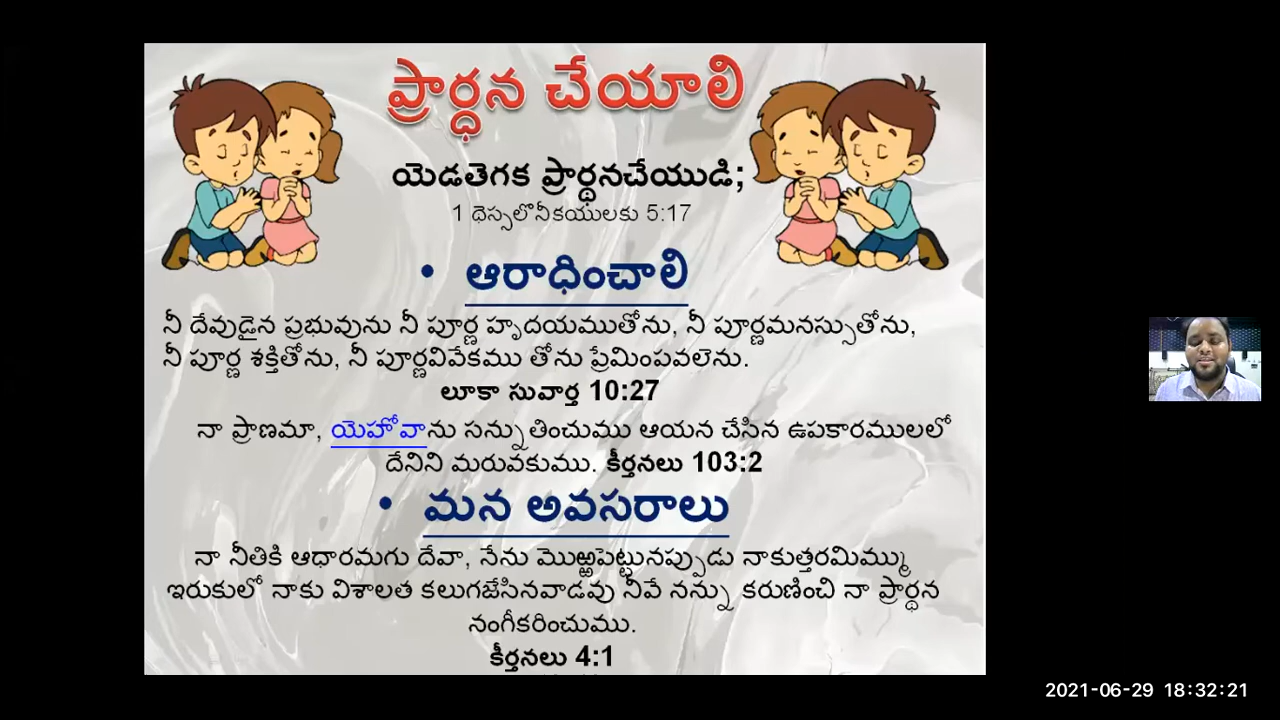 ప్రార్ధన చేయాలి
యెడతెగక ప్రార్థనచేయుడి;
1 థెస్సలొనీకయులకు 5:17
• ఆరాధించాలి
నీ దేవుడైన ప్రభువును నీ పూర్ణ హృదయముతోను, నీ పూర్ణమనస్సుతోను,
నీ పూర్ణ శక్తితోను, నీ పూర్ణవివేకము తోను ప్రేమింపవలెను.
లూకా సువార్త 10:27
నా ప్రాణమా, యెహోవాను సన్నుతించుము ఆయన చేసిన ఉపకారములలో
దేనిని మరువకుము. కీర్తనలు 103:2
• మన అవసరాలు
నా నీతికి ఆధారమగు దేవా, నేను మొఱ్ఱపెట్టునప్పుడు నాకుత్తరమిమ్ము
ఇరుకులో నాకు విశాలత కలుగజేసినవాడవు నీవే నన్ను కరుణించి నా ప్రార్థన
నంగీకరించుము.
కీర్తనలు 4:1
2021-06-29 18:32:21